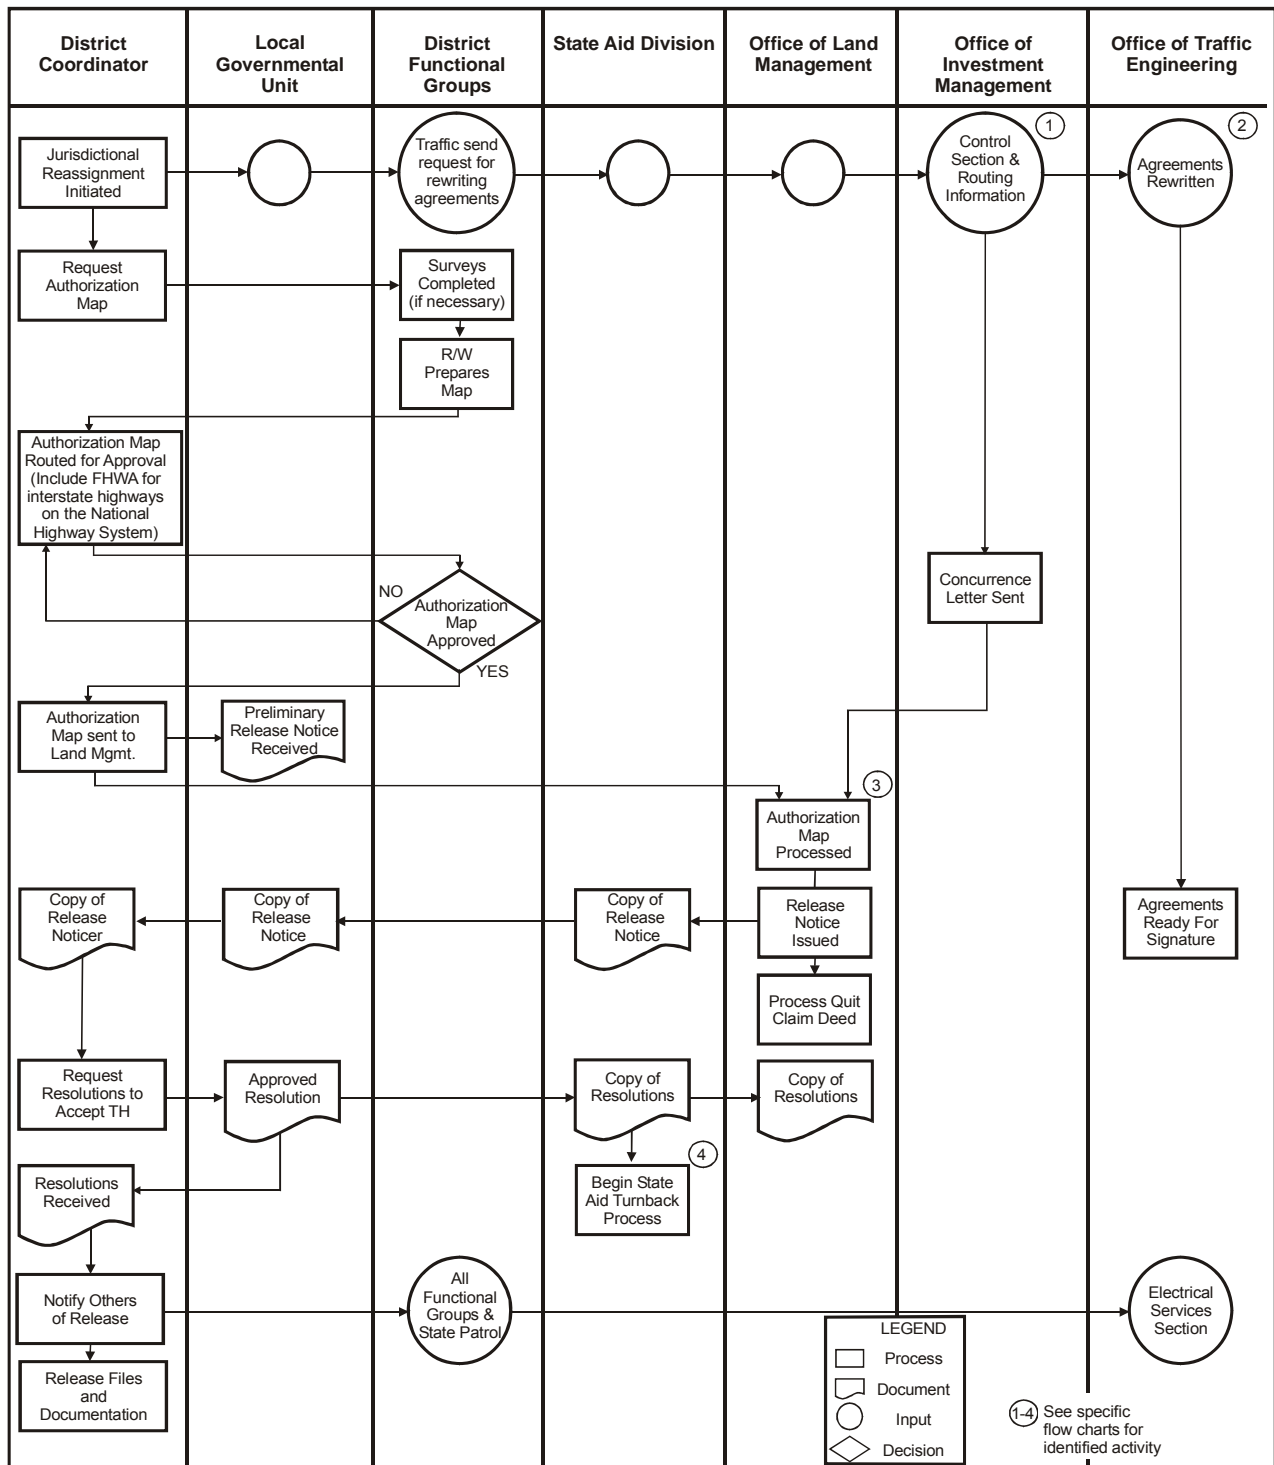 District
Coordinator
Local
Governmental
Unit
District
Functional
Groups
State Aid Division
Office of Land
Management
Office of
Investment
Management
Office of Traffic
Engineering
Jurisdictional
Reassignment
Initiated
Traffic send
request for
rewriting
agreements
1
Control
Section &
Routing
Information
2
Agreements
Rewritten
Request
Authorization
Map
Surveys
Completed
(if necessary)
R/W
Prepares
Map
Authorization Map
Routed for Approval
(Include FHWA for
interstate highways
on the National
Highway System)
NO
Authorization
Map
Approved
YES
Concurrence
Letter Sent
Authorization
Map sent to
Land Mgmt.
Preliminary
Release Notice
Received
3
Authorization
Map
Processed
Copy of
Release
Noticer
Copy of
Release
Notice
Copy of
Release
Notice
Release
Notice
Issued
Agreements
Ready For
Signature
Process Quit
Claim Deed
Request
Resolutions to
Accept TH
Approved
Resolution
Copy of
Resolutions
Copy of
Resolutions
4
Resolutions
Received
Begin State
Aid Turnback
Process
Notify Others
of Release
All
Functional
Groups &
State Patrol
Electrical
Services
Section
Release Files
and
Documentation
LEGEND
Process
Document
Input
Decision
1-4 See specific
flow charts for
identified activity